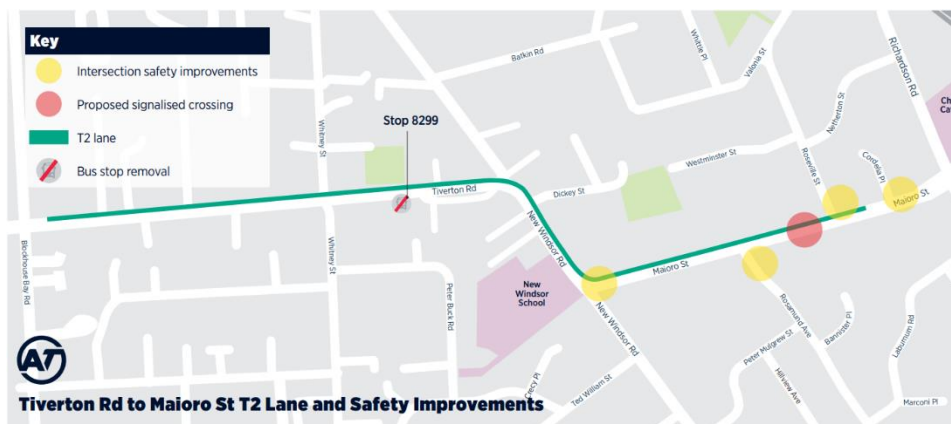 Key
Intersection safety improvements
Proposed signalised crossing
T2 lane
Bus stop removal
Stop 8299
Batkin Rd
Whittle Pl
Valonia St
Richardson Rd
Netherton St
Whitney St
Westminster St
Cordelia Pl
Roseville St
Dickey St
Tiverton Rd
Maioro St
New Windsor Rd
Blockhouse Bay Rd
Whitney St
Peter Buck Rd
New
Windsor
School
Maioro St
New Windsor Rd
Rosamund Ave
Bannister Pl
Laburnum Rd
Peter Mulgrew St
Hillview Ave
Ted William St
Crecy Pl
Marconi Pl
AT
Tiverton Rd to Maioro St T2 Lane and Safety Improvements